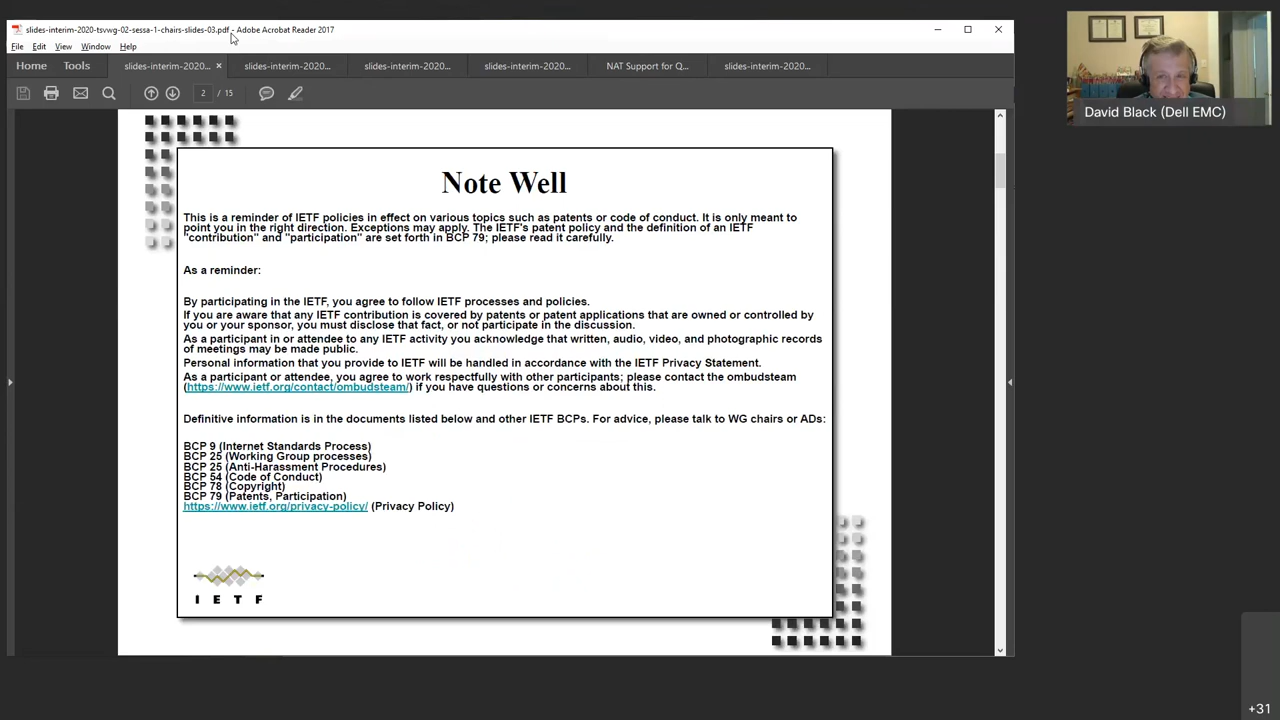 slides-interim-2020-tsvwg-02-sessa-1-chairs-slides-03.pdf - Adobe Acrobat Reader 2017
File Edit View Window Help
Home Tools slides-interim-2020... × slides-interim-2020... slides-interim-2020... slides-interim-2020... NAT Support for Q... slides-interim-2020...
2 / 15
David Black (Dell EMC)
Note Well
This is a reminder of IETF policies in effect on various topics such as patents or code of conduct. It is only meant to
point you in the right direction. Exceptions may apply. The IETF's patent policy and the definition of an IETF
"contribution" and "participation" are set forth in BCP 79; please read it carefully.
As a reminder:
By participating in the IETF, you agree to follow IETF processes and policies.
If you are aware that any IETF contribution is covered by patents or patent applications that are owned or controlled by
you or your sponsor, you must disclose that fact, or not participate in the discussion.
As a participant in or attendee to any IETF activity you acknowledge that written, audio, video, and photographic records
of meetings may be made public.
Personal information that you provide to IETF will be handled in accordance with the IETF Privacy Statement.
As a participant or attendee, you agree to work respectfully with other participants; please contact the ombudsteam
(https://www.ietf.org/contact/ombudsteam/) if you have questions or concerns about this.
Definitive information is in the documents listed below and other IETF BCPs. For advice, please talk to WG chairs or ADs:
BCP 9 (Internet Standards Process)
BCP 25 (Working Group processes)
BCP 25 (Anti-Harassment Procedures)
BCP 54 (Code of Conduct)
BCP 78 (Copyright)
BCP 79 (Patents, Participation)
https://www.ietf.org/privacy-policy/ (Privacy Policy)
I E T F
+31